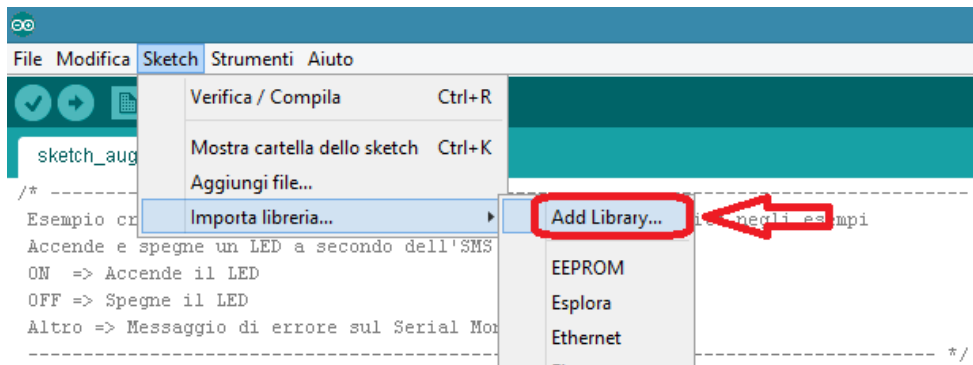 File Modifica Sketch Strumenti Aiuto
Verifica / Compila Ctrl+R
Mostra cartella dello sketch Ctrl+K
sketch_aug
Aggiungi file...
/* ----------
Importa libreria...
Add Library...
Esempio cr negli esempi
Accende e spegne un LED a secondo dell'SMS
EEPROM
ON => Accende il LED
OFF => Spegne il LED
Esplora
Altro => Messaggio di errore sul Serial Mon
Ethernet
---------- */